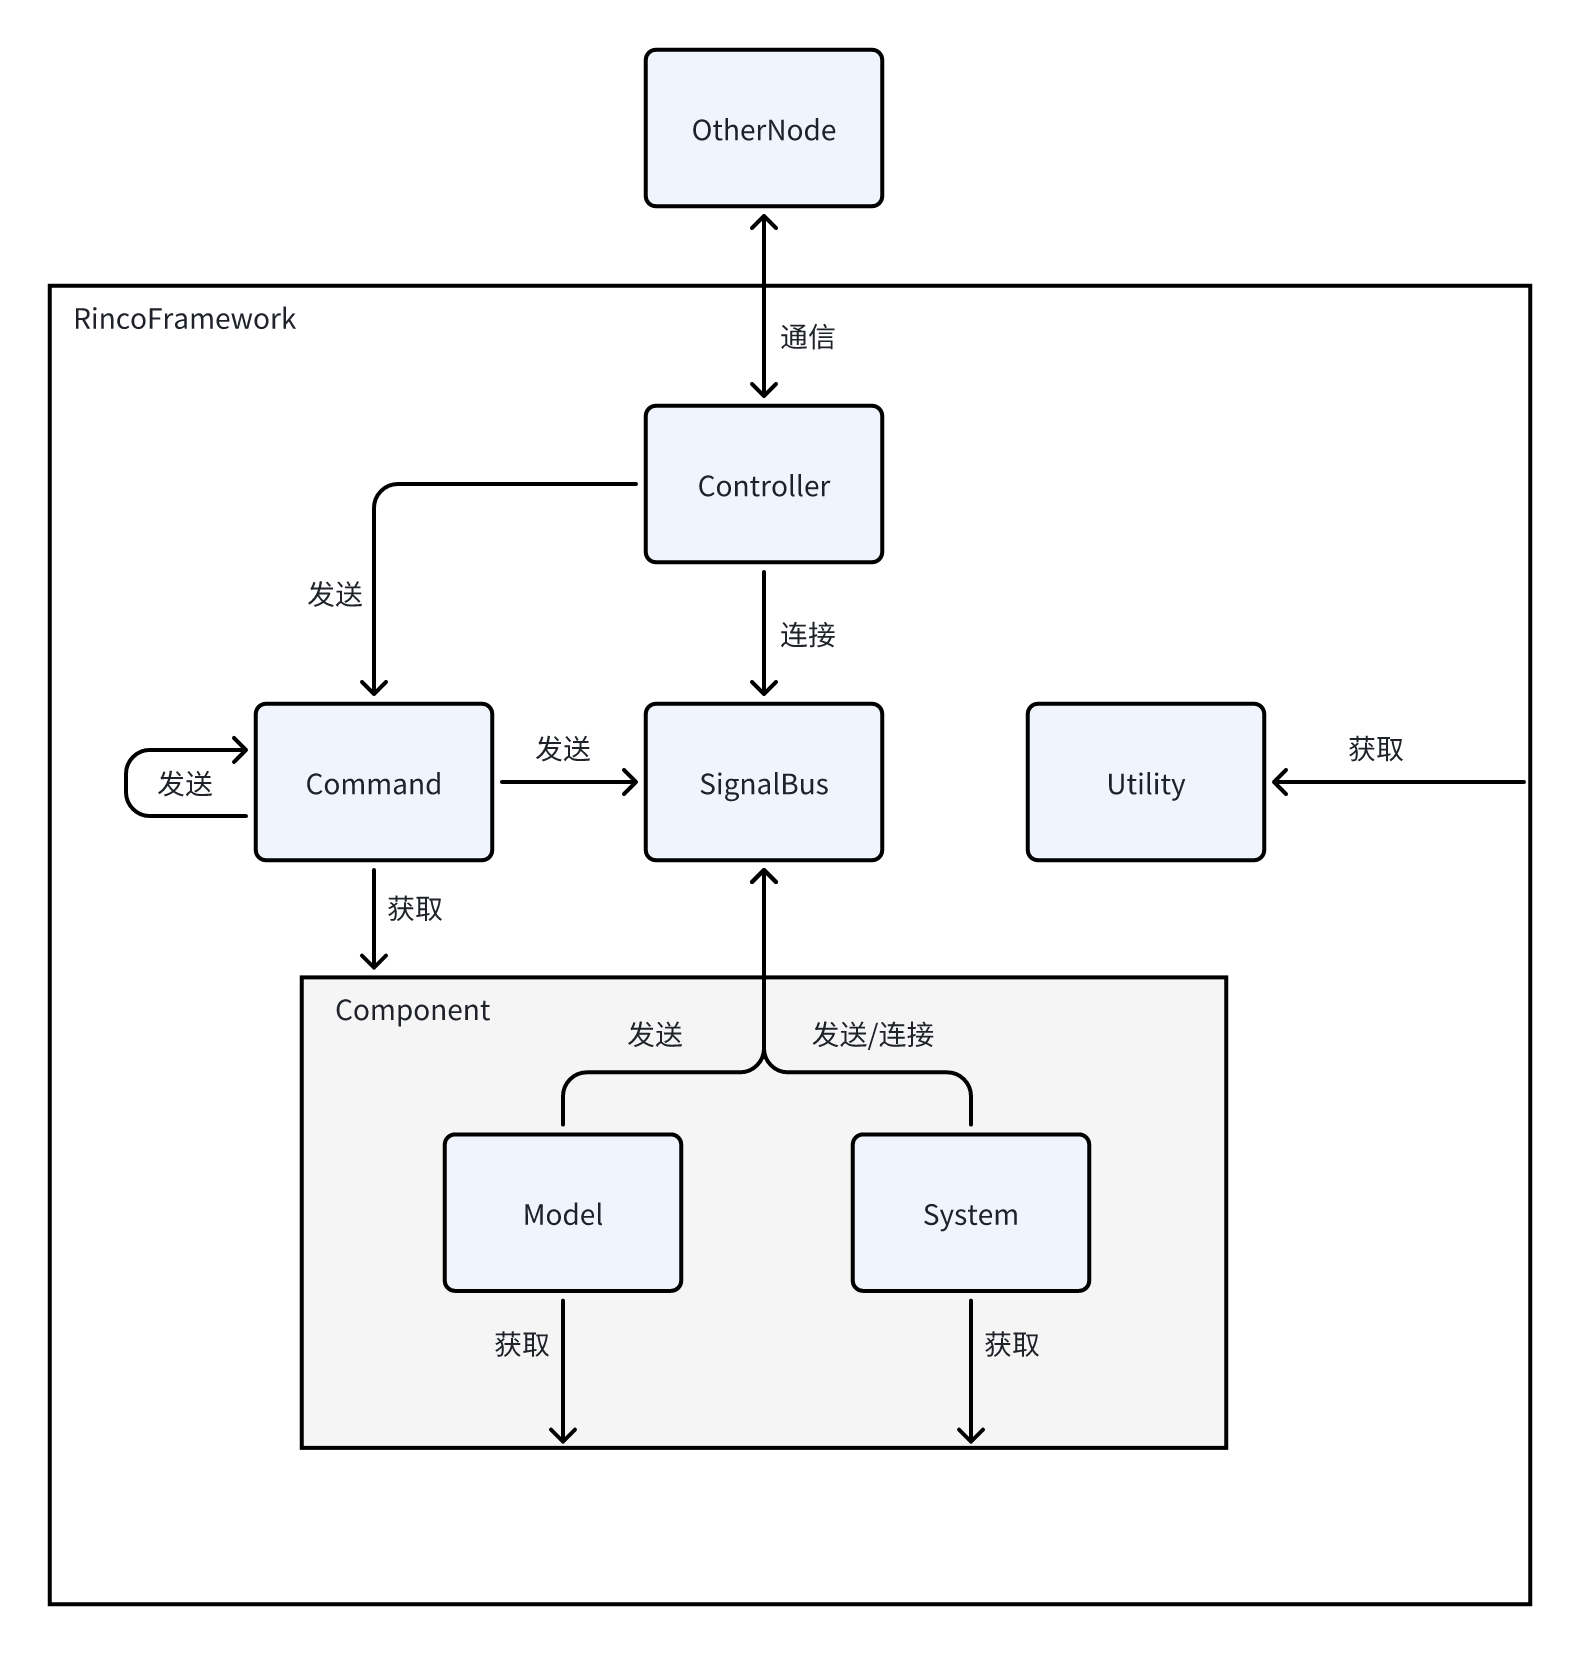 OtherNode
RincoFramework
通信
Controller
发送
连接
发送
获取
发送
Command
SignalBus
Utility
获取
Component
发送
发送/连接
Model
System
获取
获取